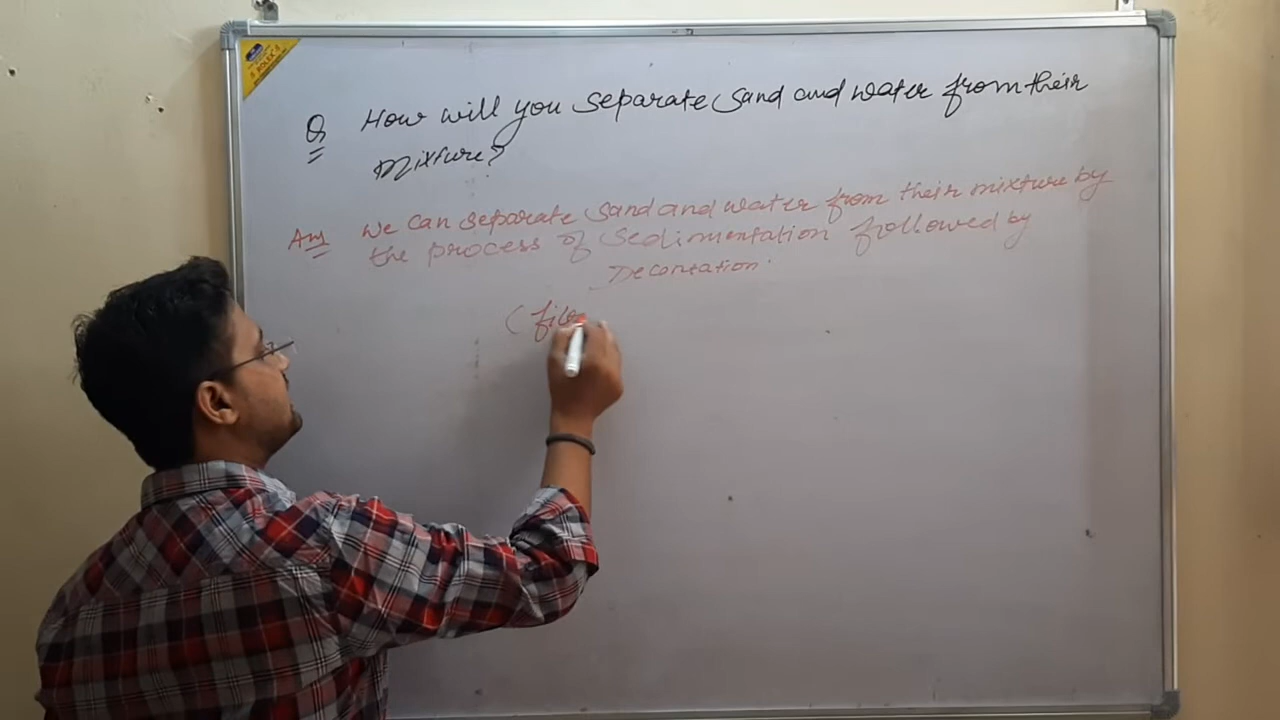 ROLEX
Q How will you separate sand and water from their
mixture?
Ans We can separate sand and water from their mixture by
the process of sedimentation followed by
Decantation.
(fil